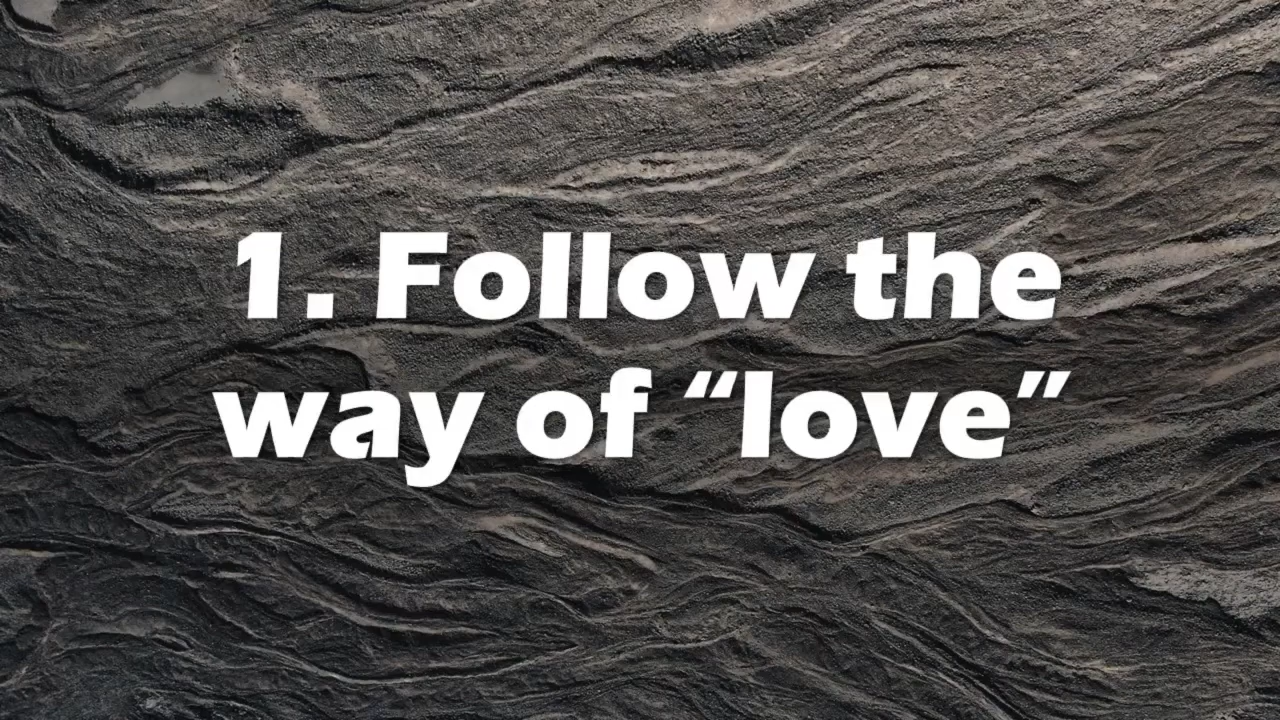 1. Follow the
way of “love”